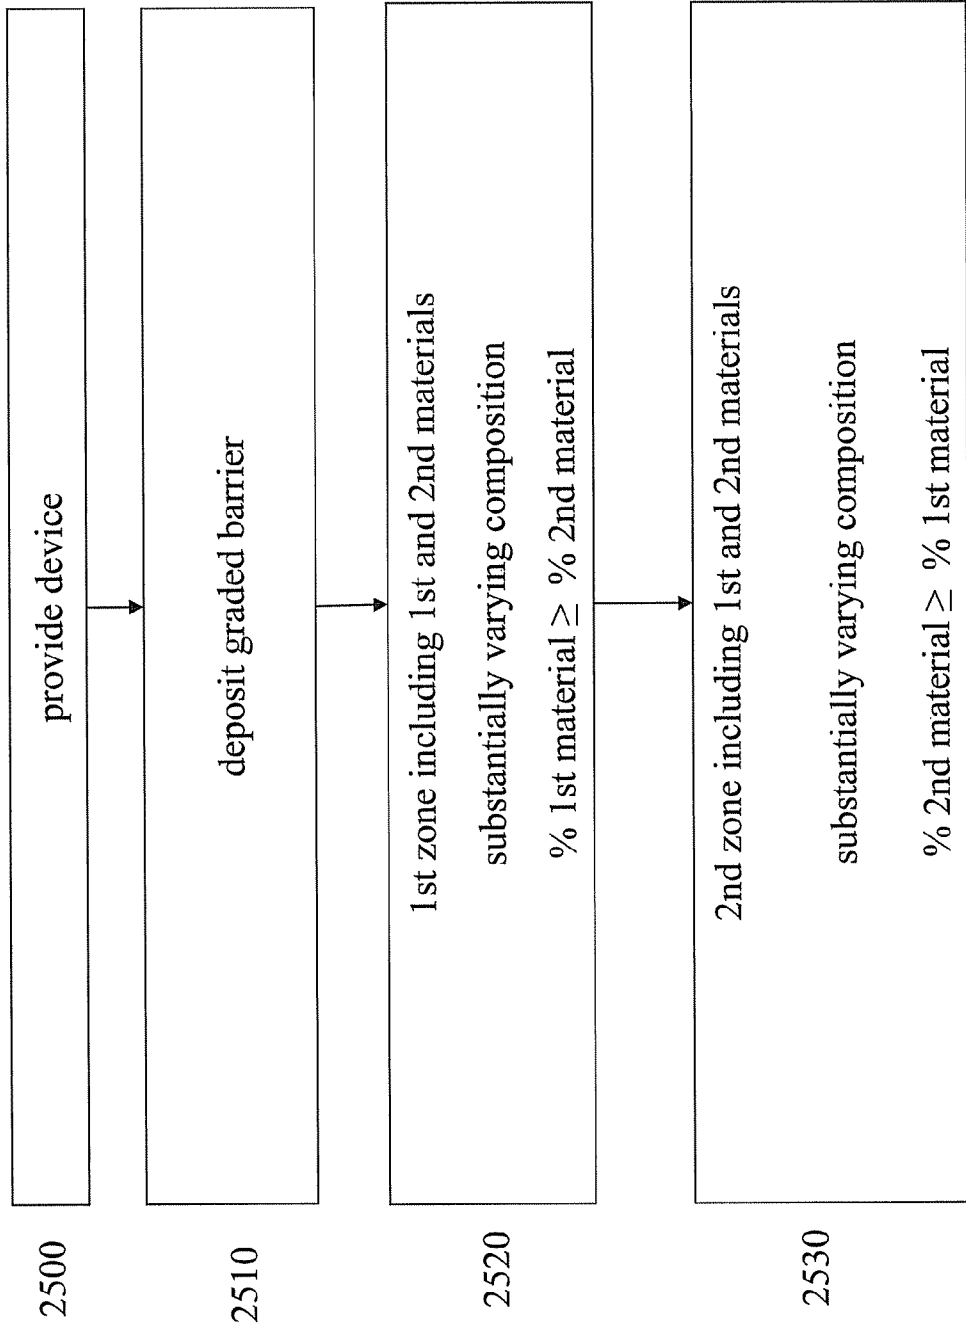 2500
provide device
2510
deposit graded barrier
2520
1st zone including 1st and 2nd materials
substantially varying composition
% 1st material ≥ % 2nd material
2530
2nd zone including 1st and 2nd materials
substantially varying composition
% 2nd material ≥ % 1st material